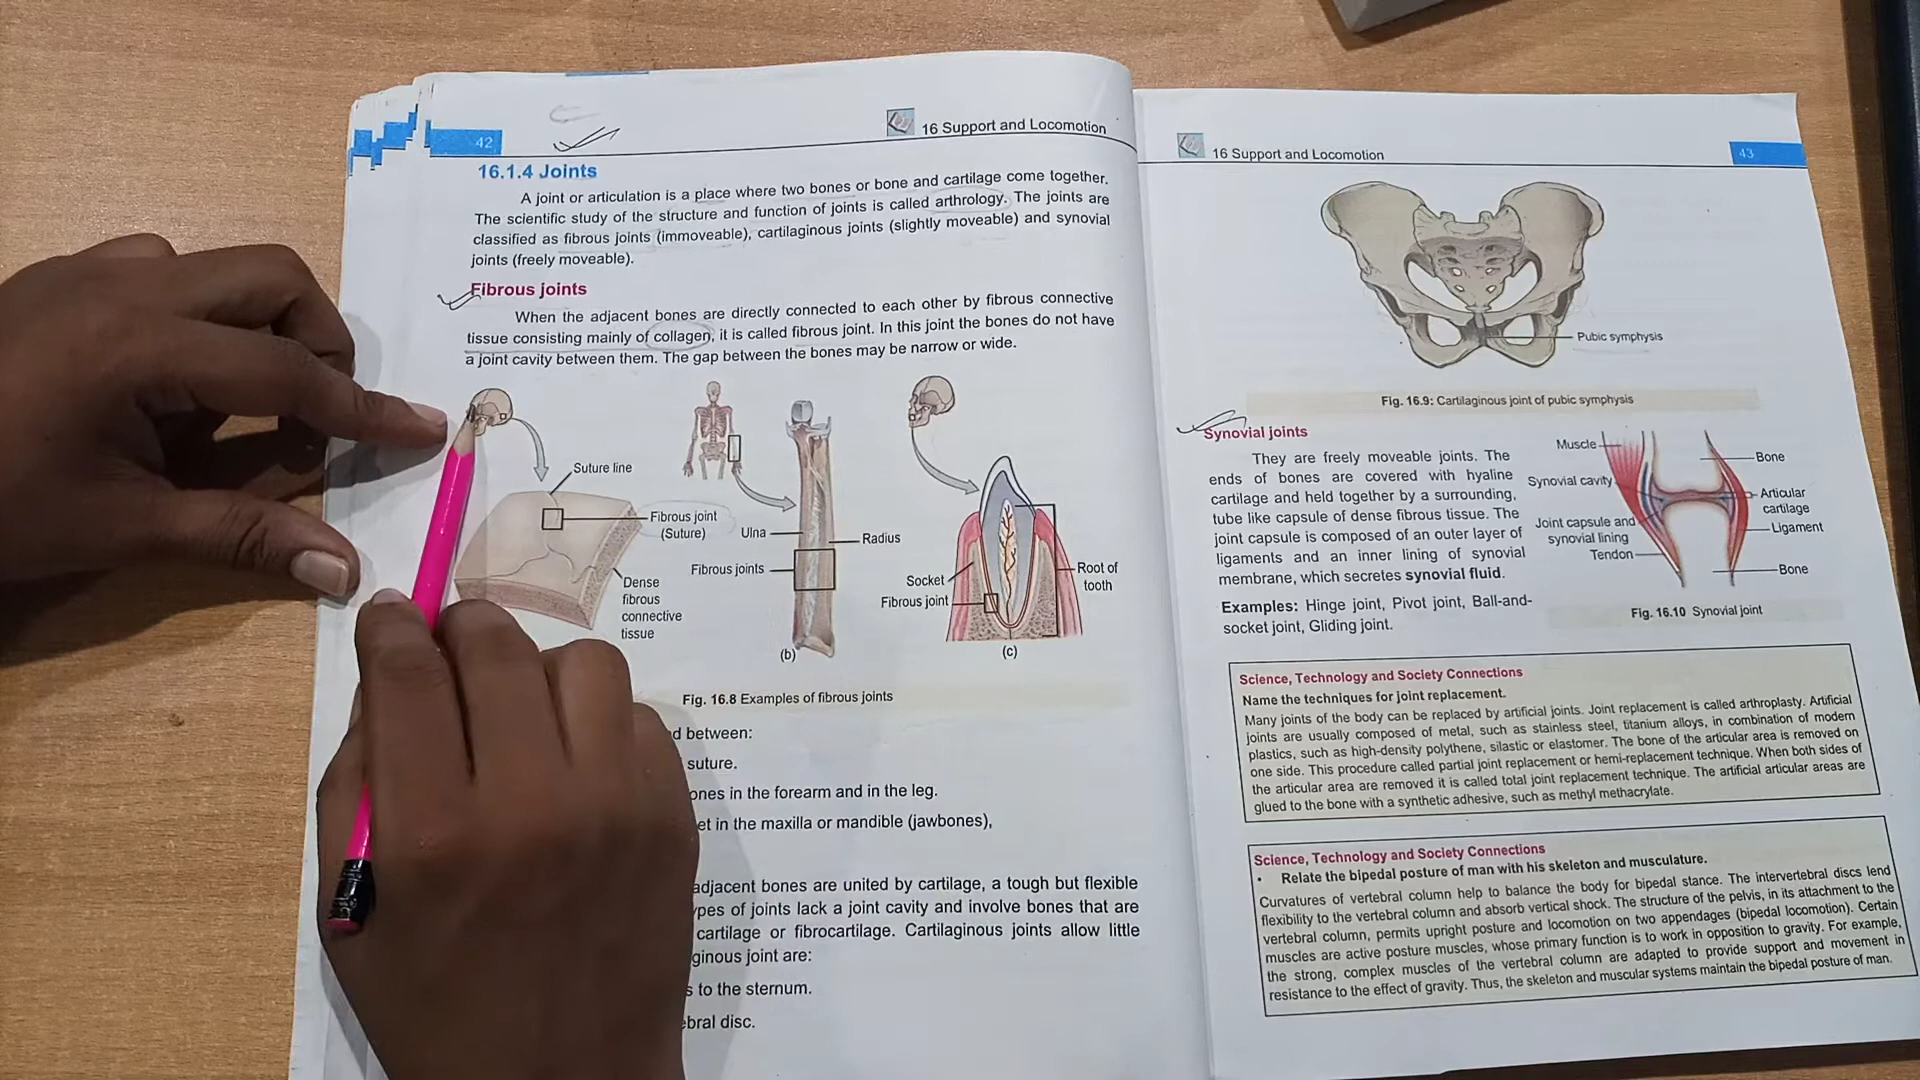 42
16 Support and Locomotion
16.1.4 Joints
A joint or articulation is a place where two bones or bone and cartilage come together.
The scientific study of the structure and function of joints is called arthrology. The joints are
classified as fibrous joints (immoveable), cartilaginous joints (slightly moveable) and synovial
joints (freely moveable).
Fibrous joints
When the adjacent bones are directly connected to each other by fibrous connective
tissue consisting mainly of collagen, it is called fibrous joint. In this joint the bones do not have
a joint cavity between them. The gap between the bones may be narrow or wide.
Suture line
Fibrous joint
(Suture)
Dense
fibrous
connective
tissue
Ulna
Radius
Fibrous joints
(b)
Socket
Fibrous joint
Root of
tooth
(c)
Fig. 16.8 Examples of fibrous joints
d between:
suture.
ones in the forearm and in the leg.
et in the maxilla or mandible (jawbones),
adjacent bones are united by cartilage, a tough but flexible
ypes of joints lack a joint cavity and involve bones that are
cartilage or fibrocartilage. Cartilaginous joints allow little
ginous joint are:
s to the sternum.
ebral disc.
16 Support and Locomotion
43
Pubic symphysis
Fig. 16.9: Cartilaginous joint of pubic symphysis
Synovial joints
They are freely moveable joints. The
ends of bones are covered with hyaline
cartilage and held together by a surrounding,
tube like capsule of dense fibrous tissue. The
joint capsule is composed of an outer layer of
ligaments and an inner lining of synovial
membrane, which secretes synovial fluid.
Examples: Hinge joint, Pivot joint, Ball-and-
socket joint, Gliding joint.
Muscle
Synovial cavity
Joint capsule and
synovial lining
Tendon
Bone
Articular
cartilage
Ligament
Bone
Fig. 16.10 Synovial joint
Science, Technology and Society Connections
Name the techniques for joint replacement.
Many joints of the body can be replaced by artificial joints. Joint replacement is called arthroplasty. Artificial
joints are usually composed of metal, such as stainless steel, titanium alloys, in combination of modern
plastics, such as high-density polythene, silastic or elastomer. The bone of the articular area is removed on
one side. This procedure called partial joint replacement or hemi-replacement technique. When both sides of
the articular area are removed it is called total joint replacement technique. The artificial articular areas are
glued to the bone with a synthetic adhesive, such as methyl methacrylate.
Science, Technology and Society Connections
• Relate the bipedal posture of man with his skeleton and musculature.
Curvatures of vertebral column help to balance the body for bipedal stance. The intervertebral discs lend
flexibility to the vertebral column and absorb vertical shock. The structure of the pelvis, in its attachment to the
vertebral column, permits upright posture and locomotion on two appendages (bipedal locomotion). Certain
muscles are active posture muscles, whose primary function is to work in opposition to gravity. For example,
the strong, complex muscles of the vertebral column are adapted to provide support and movement in
resistance to the effect of gravity. Thus, the skeleton and muscular systems maintain the bipedal posture of man.